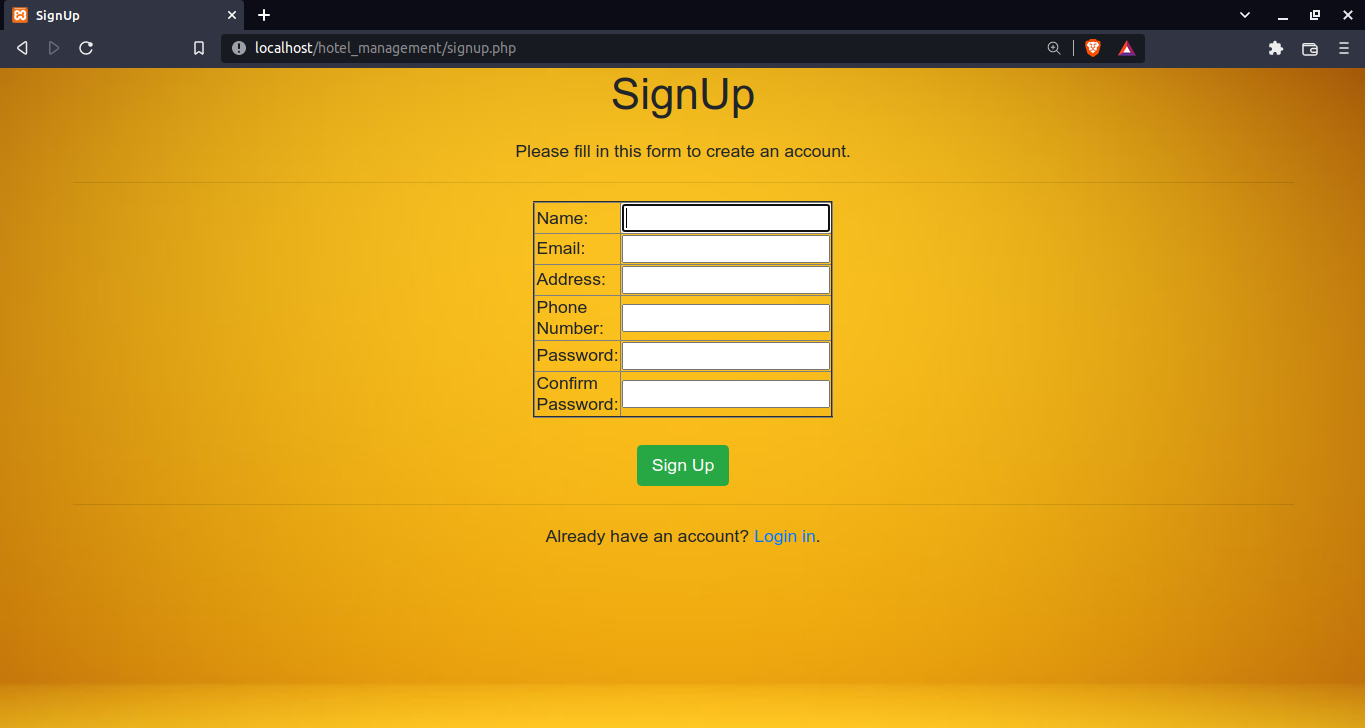 SignUp
localhost/hotel_management/signup.php
SignUp
Please fill in this form to create an account.
Name:
Email:
Address:
Phone
Number:
Password:
Confirm
Password:
Sign Up
Already have an account? Login in.